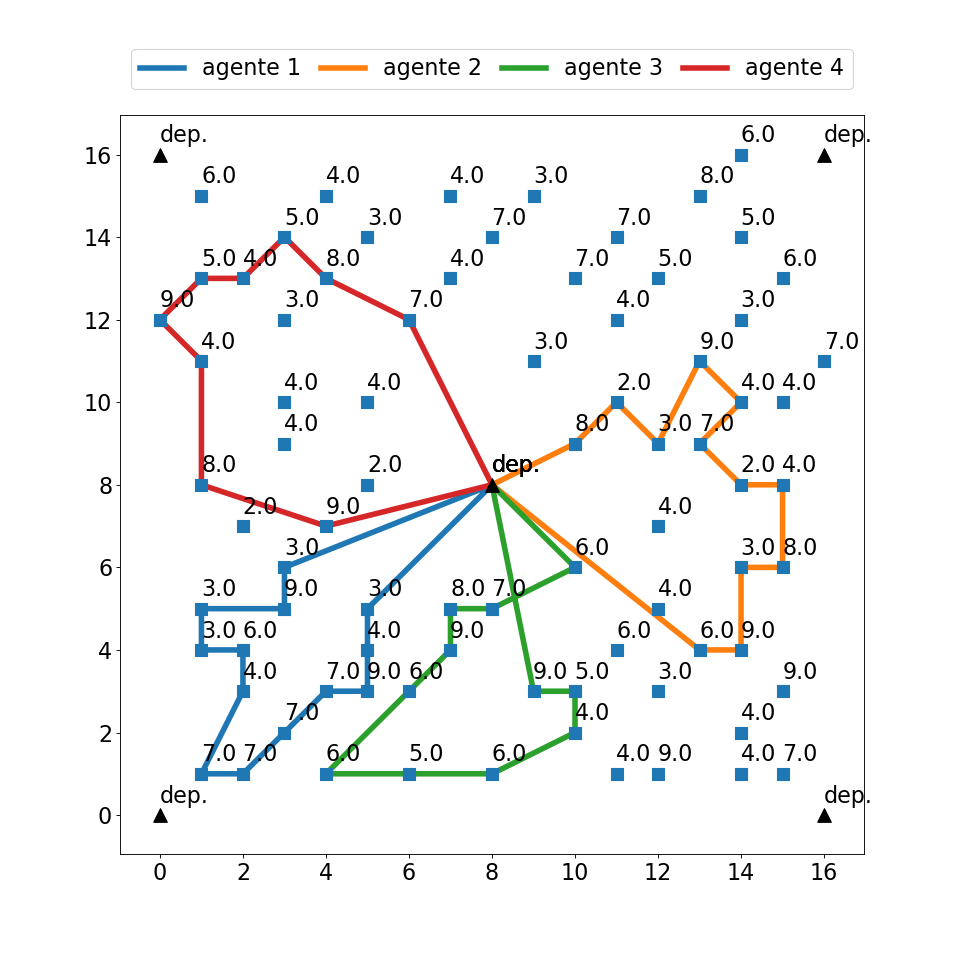 agente 1 agente 2 agente 3 agente 4
6.0
dep. dep.
16
6.0 4.0 4.0 3.0 8.0
5.0 3.0 7.0 7.0 5.0
14
5.0 4.0 8.0 4.0 7.0 5.0 6.0
9.0 3.0 7.0 4.0 3.0
12
4.0 3.0 9.0 7.0
4.0 4.0 2.0 4.0 4.0
10
4.0 8.0 3.0 7.0
8.0 2.0 dep. 2.0 4.0
8
2.0 9.0 4.0
3.0 6.0 3.0 8.0
6
3.0 9.0 3.0 8.0 7.0 4.0
3.0 6.0 4.0 9.0 6.0 6.0 9.0
4
4.0 7.0 9.0 6.0 9.0 5.0 3.0 9.0
7.0 4.0 4.0
2
7.0 7.0 6.0 5.0 6.0 4.0 9.0 4.0 7.0
dep. dep.
0
0 2 4 6 8 10 12 14 16